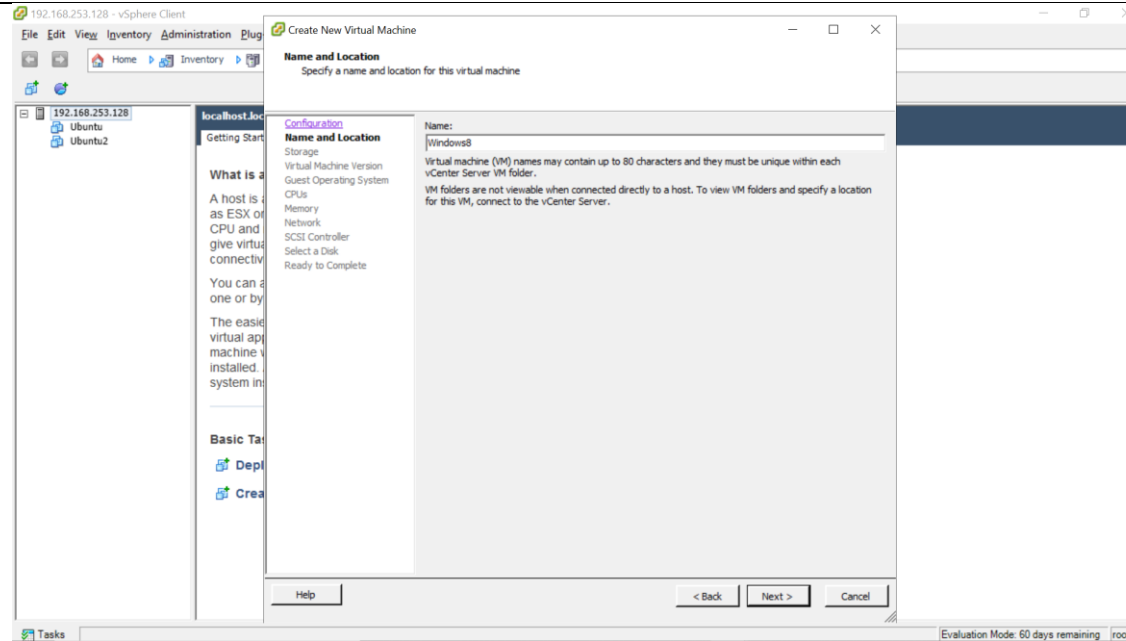 192.168.253.128 - vSphere Client
File Edit View Inventory Administration Plug-
Home Inventory
192.168.253.128
Ubuntu
Ubuntu2
localhost.loc
Getting Start
What is a
A host is a
as ESX or
CPU and
give virtua
connectiv
You can a
one or by
The easie
virtual app
machine v
installed.
system in
Basic Tas
Depl
Crea
Create New Virtual Machine
Name and Location
Specify a name and location for this virtual machine
Configuration
Name and Location
Storage
Virtual Machine Version
Guest Operating System
CPUs
Memory
Network
SCSI Controller
Select a Disk
Ready to Complete
Name:
Windows8
Virtual machine (VM) names may contain up to 80 characters and they must be unique within each
vCenter Server VM folder.
VM folders are not viewable when connected directly to a host. To view VM folders and specify a location
for this VM, connect to the vCenter Server.
Help
< Back
Next >
Cancel
Tasks
Evaluation Mode: 60 days remaining
roo